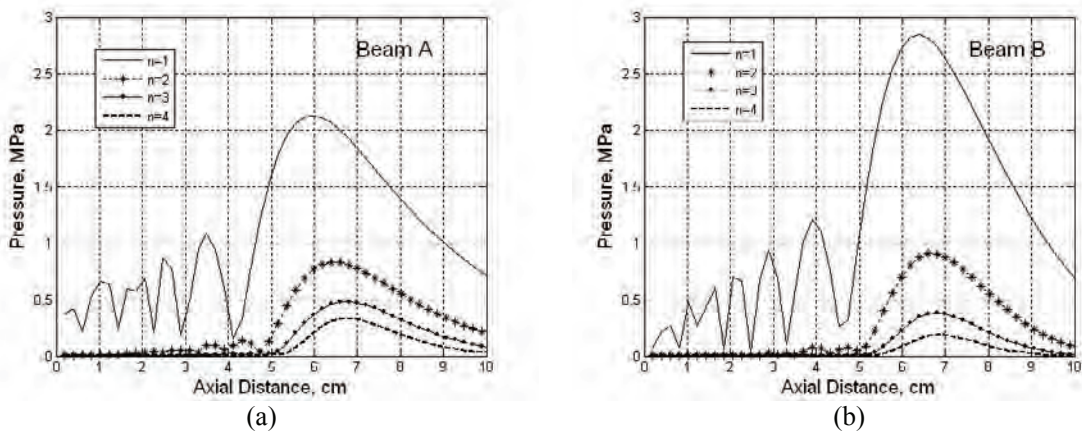 Beam A
n=1
n=2
n=3
n=4
Pressure, MPa
3
2.5
2
1.5
1
0.5
0
0 1 2 3 4 5 6 7 8 9 10
Axial Distance, cm
(a)
Beam B
n=1
n=2
n=3
n=4
Pressure, MPa
3
2.5
2
1.5
1
0.5
0
0 1 2 3 4 5 6 7 8 9 10
Axial Distance, cm
(b)